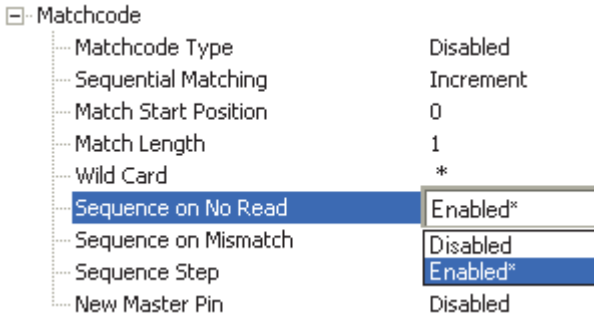 Matchcode
Matchcode Type Disabled
Sequential Matching Increment
Match Start Position 0
Match Length 1
Wild Card *
Sequence on No Read Enabled*
Sequence on Mismatch Disabled
Sequence Step Enabled*
New Master Pin Disabled